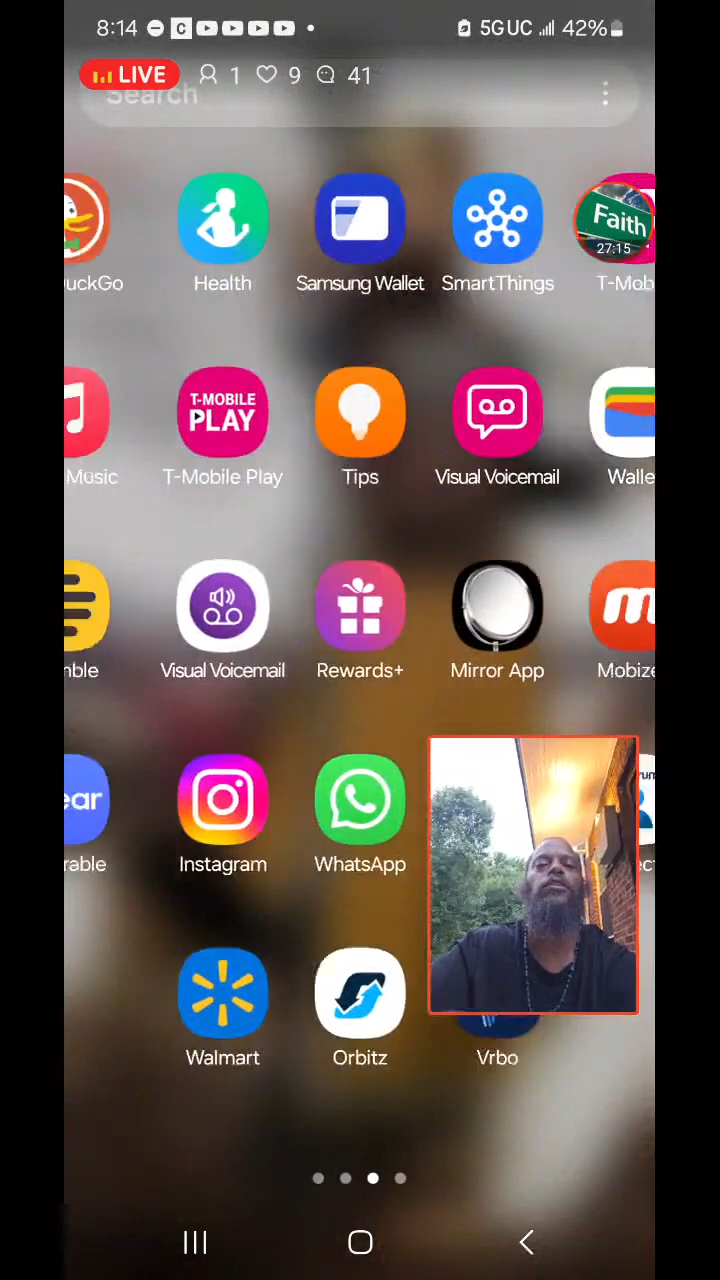 8:14 C 5GUC 42%
LIVE 1 9 41
Search
Faith
27:15
uckGo Health Samsung Wallet SmartThings T-Mob
T-MOBILE
PLAY
Music T-Mobile Play Tips Visual Voicemail Walle
m
nble Visual Voicemail Rewards+ Mirror App Mobize
ear
rable Instagram WhatsApp
Walmart Orbitz Vrbo